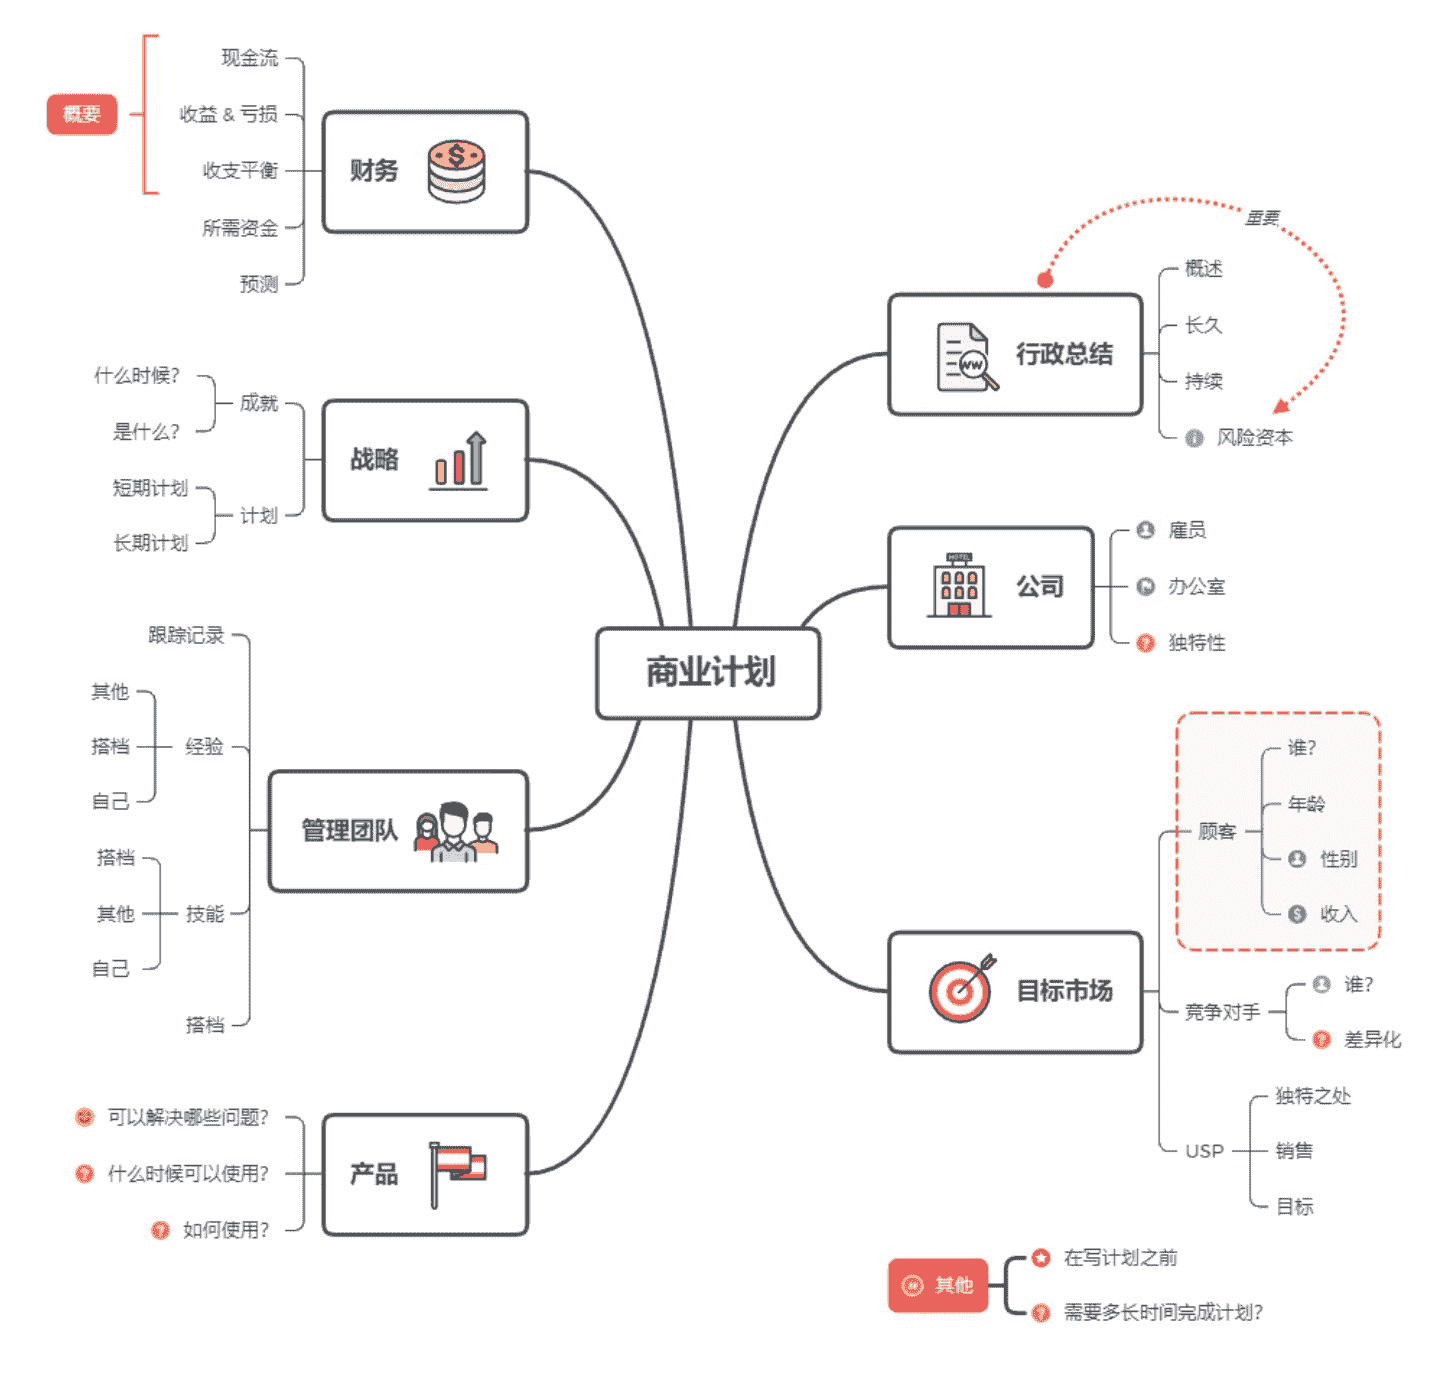 商业计划
财务
现金流
收益 & 亏损
收支平衡
所需资金
预测
概要
战略
成就
什么时候?
是什么?
计划
短期计划
长期计划
管理团队
跟踪记录
经验
其他
搭档
自己
技能
搭档
其他
自己
搭档
产品
可以解决哪些问题?
什么时候可以使用?
如何使用?
行政总结
概述
长久
持续
风险资本
重要
公司
HOTEL
雇员
办公室
独特性
目标市场
顾客
谁?
年龄
性别
收入
竞争对手
谁?
差异化
USP
独特之处
销售
目标
其他
在写计划之前
需要多长时间完成计划?